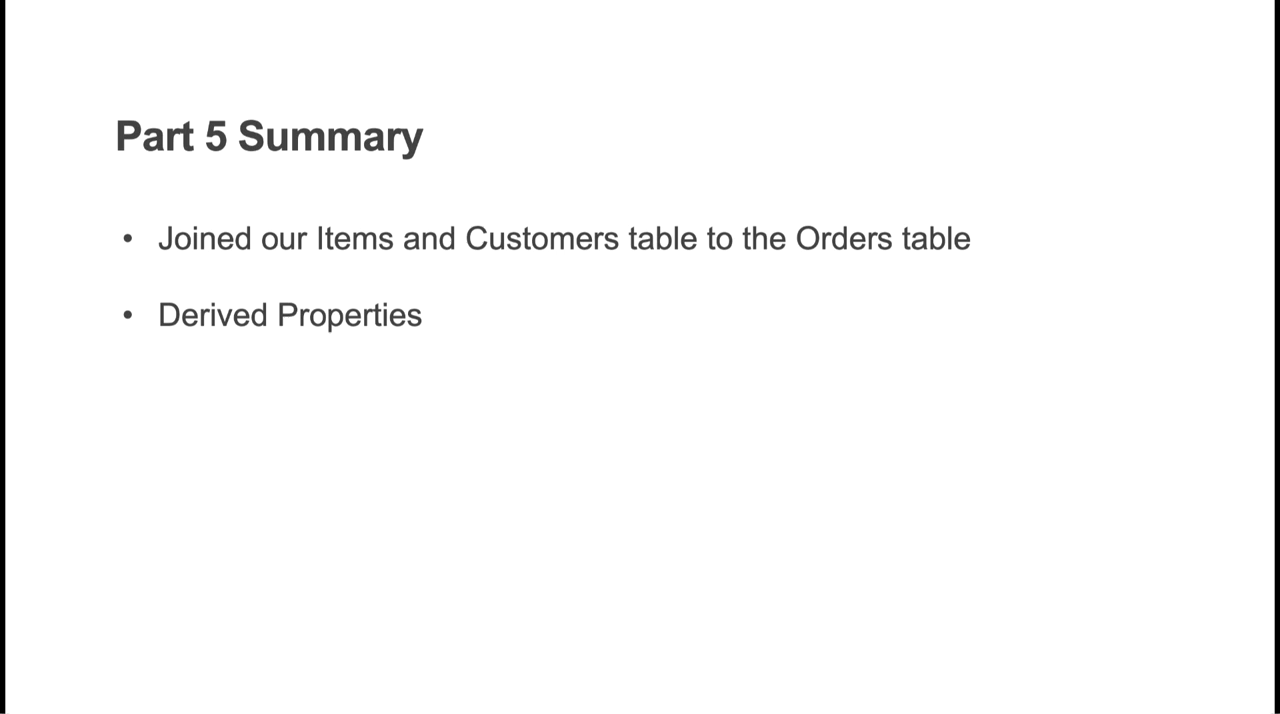 Part 5 Summary
• Joined our Items and Customers table to the Orders table
• Derived Properties